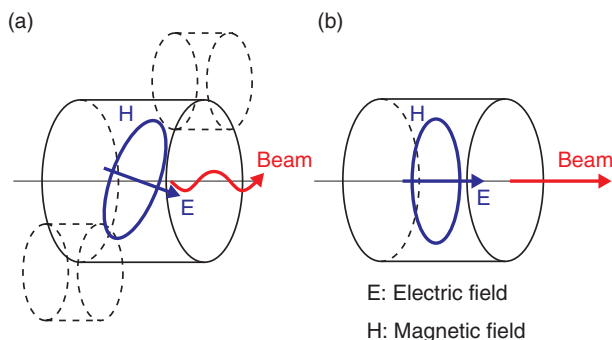 (a)
H
Beam
E
(b)
H
Beam
E
E: Electric field
H: Magnetic field